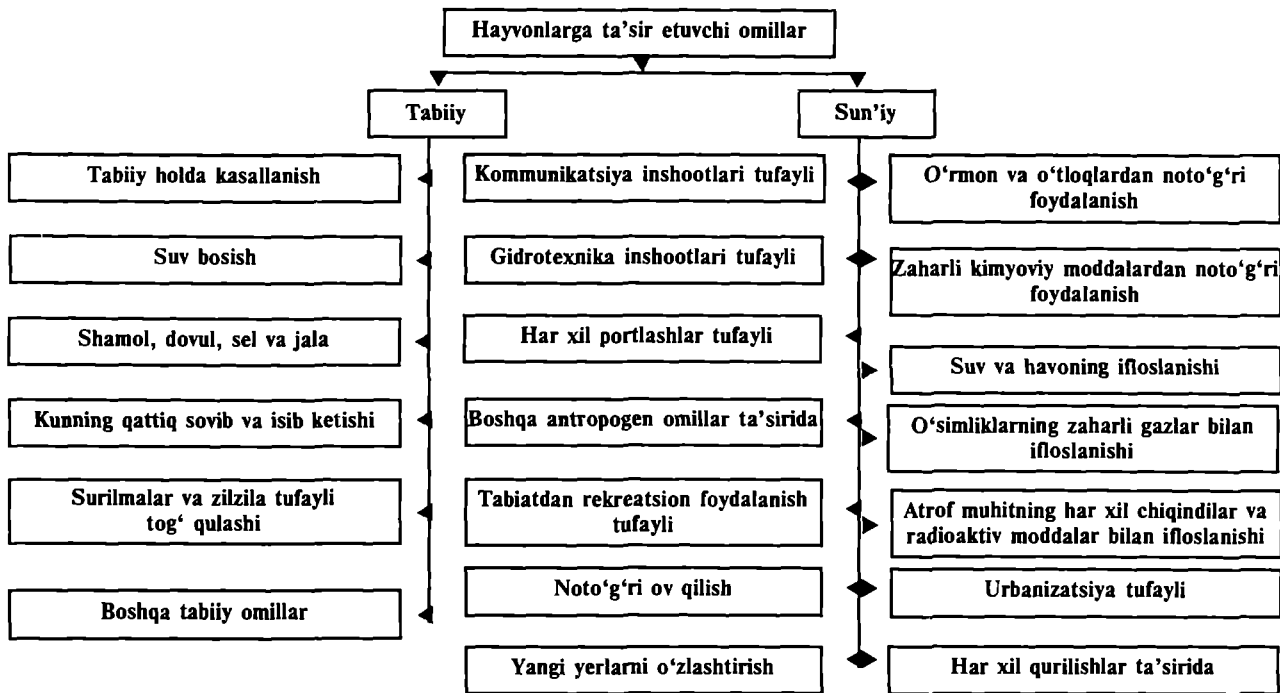 Hayvonlarga ta'sir etuvchi omillar
Tabiiy
Sun'iy
Tabiiy holda kasallanish
Suv bosish
Shamol, dovul, sel va jala
Kunning qattiq sovib va isib ketishi
Surilmalar va zilzila tufayli
tog‘ qulashi
Boshqa tabiiy omillar
Kommunikatsiya inshootlari tufayli
Gidrotexnika inshootlari tufayli
Har xil portlashlar tufayli
Boshqa antropogen omillar ta'sirida
Tabiatdan rekreatsion foydalanish
tufayli
Noto‘g‘ri ov qilish
Yangi yerlarni o‘zlashtirish
O‘rmon va o‘tloqlardan noto‘g‘ri
foydalanish
Zaharli kimyoviy moddalardan noto‘g‘ri
foydalanish
Suv va havoning ifloslanishi
O‘simliklarning zaharli gazlar bilan
ifloslanishi
Atrof muhitning har xil chiqindilar va
radioaktiv moddalar bilan ifloslanishi
Urbanizatsiya tufayli
Har xil qurilishlar ta'sirida